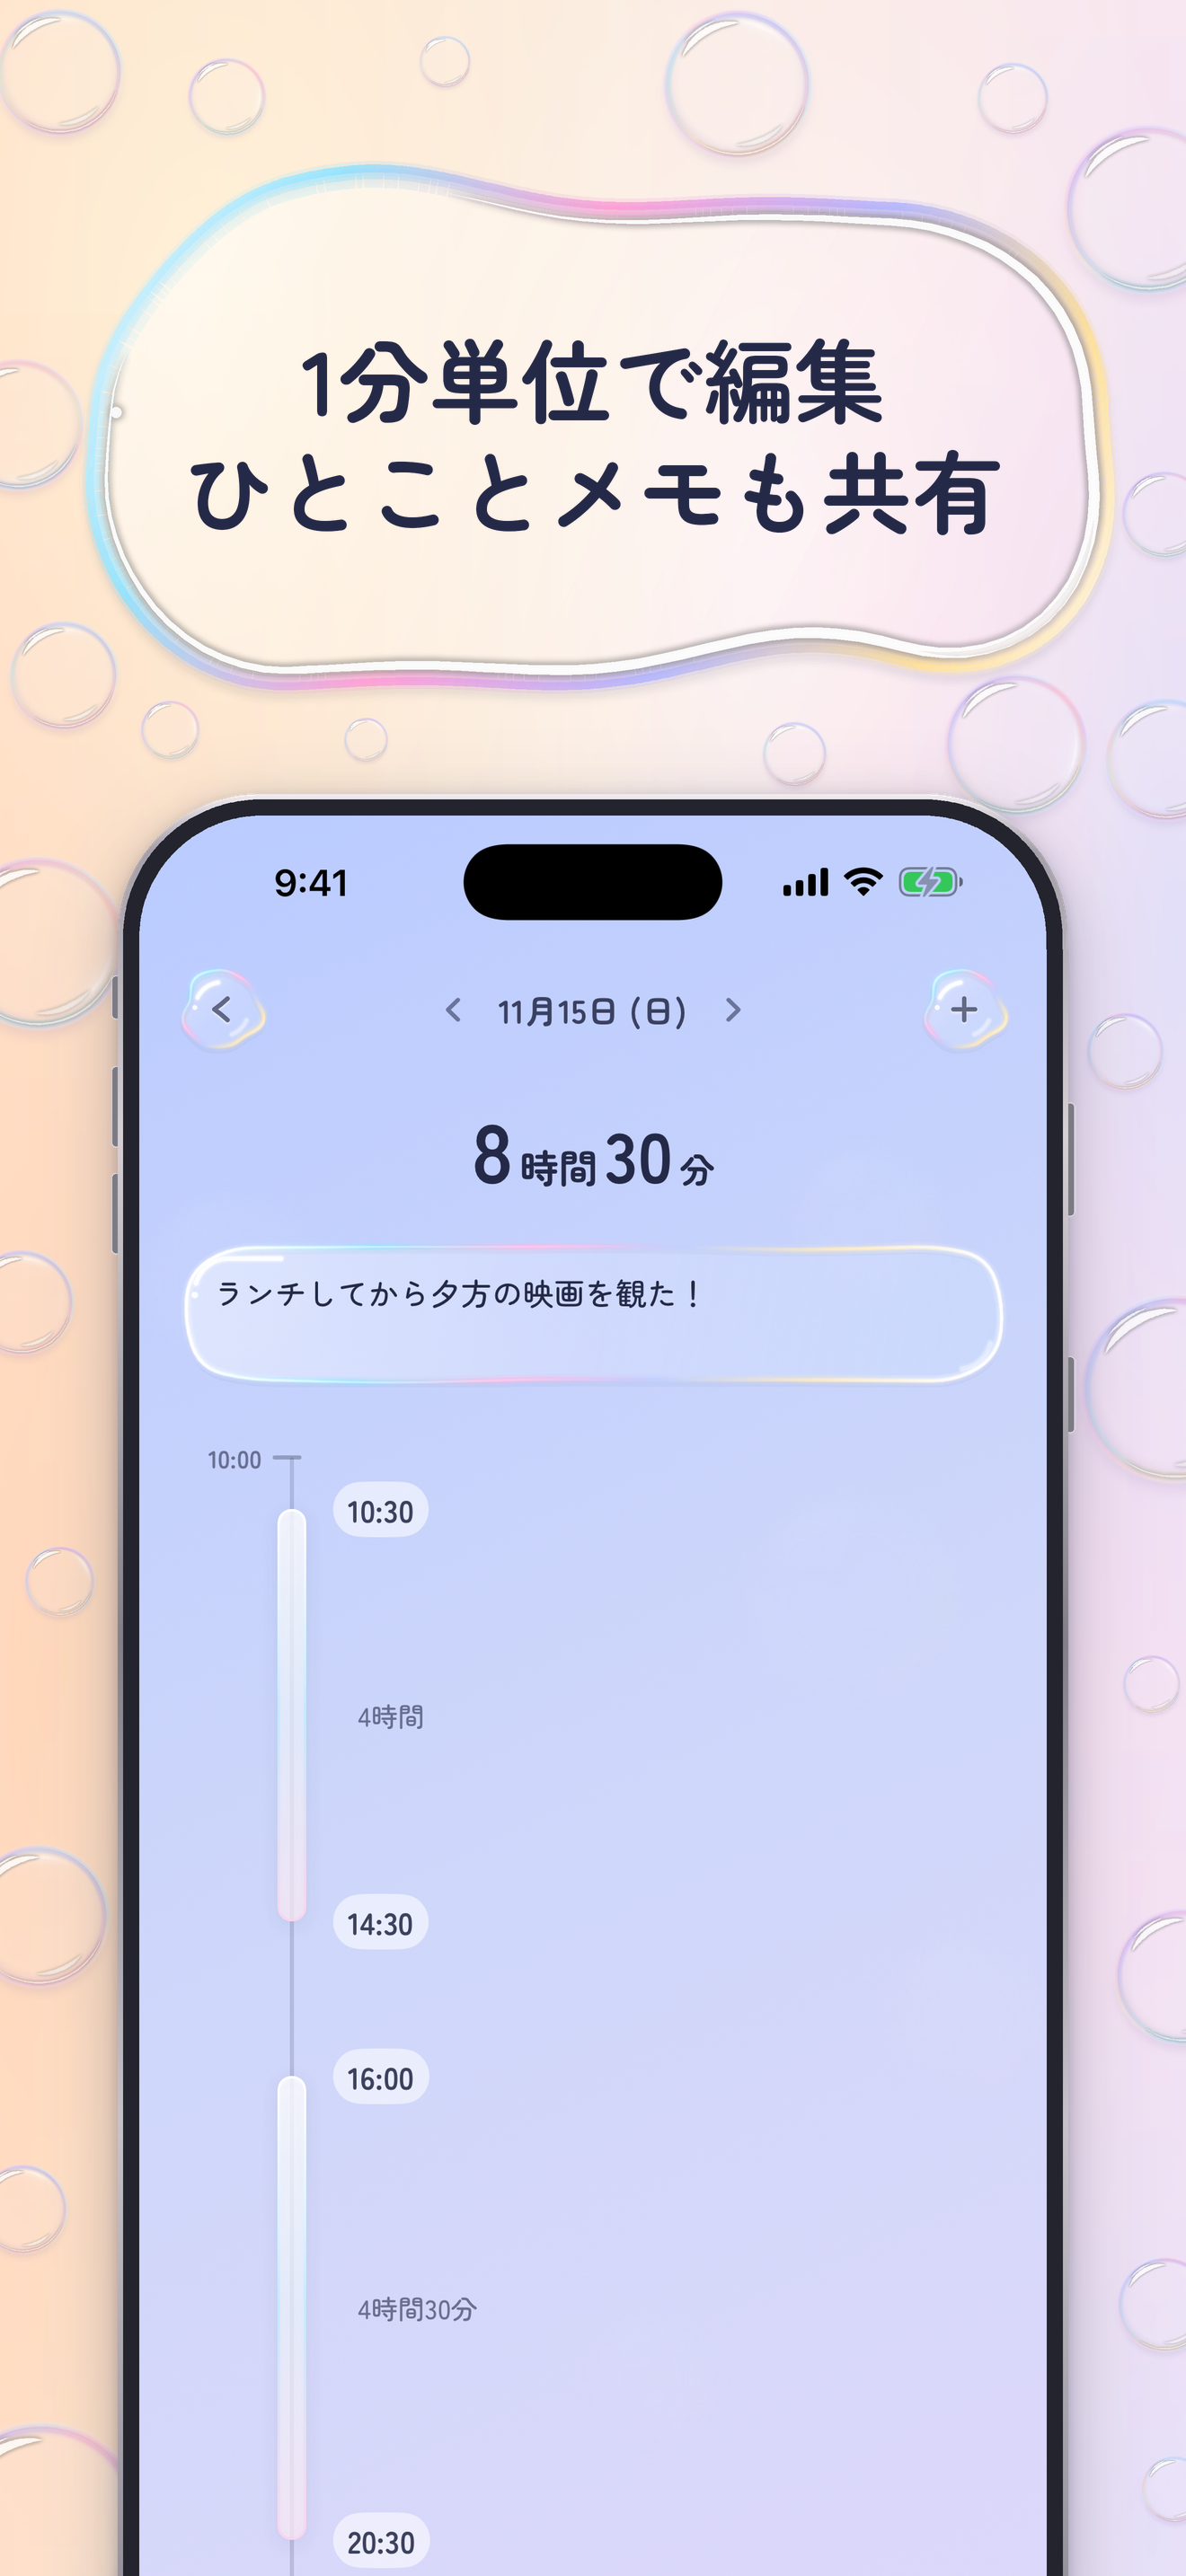 1分単位で編集
ひとことメモも共有
9:41
11月15日 (日)
8時間30分
ランチしてから夕方の映画を観た！
10:00
10:30
4時間
14:30
16:00
4時間30分
20:30